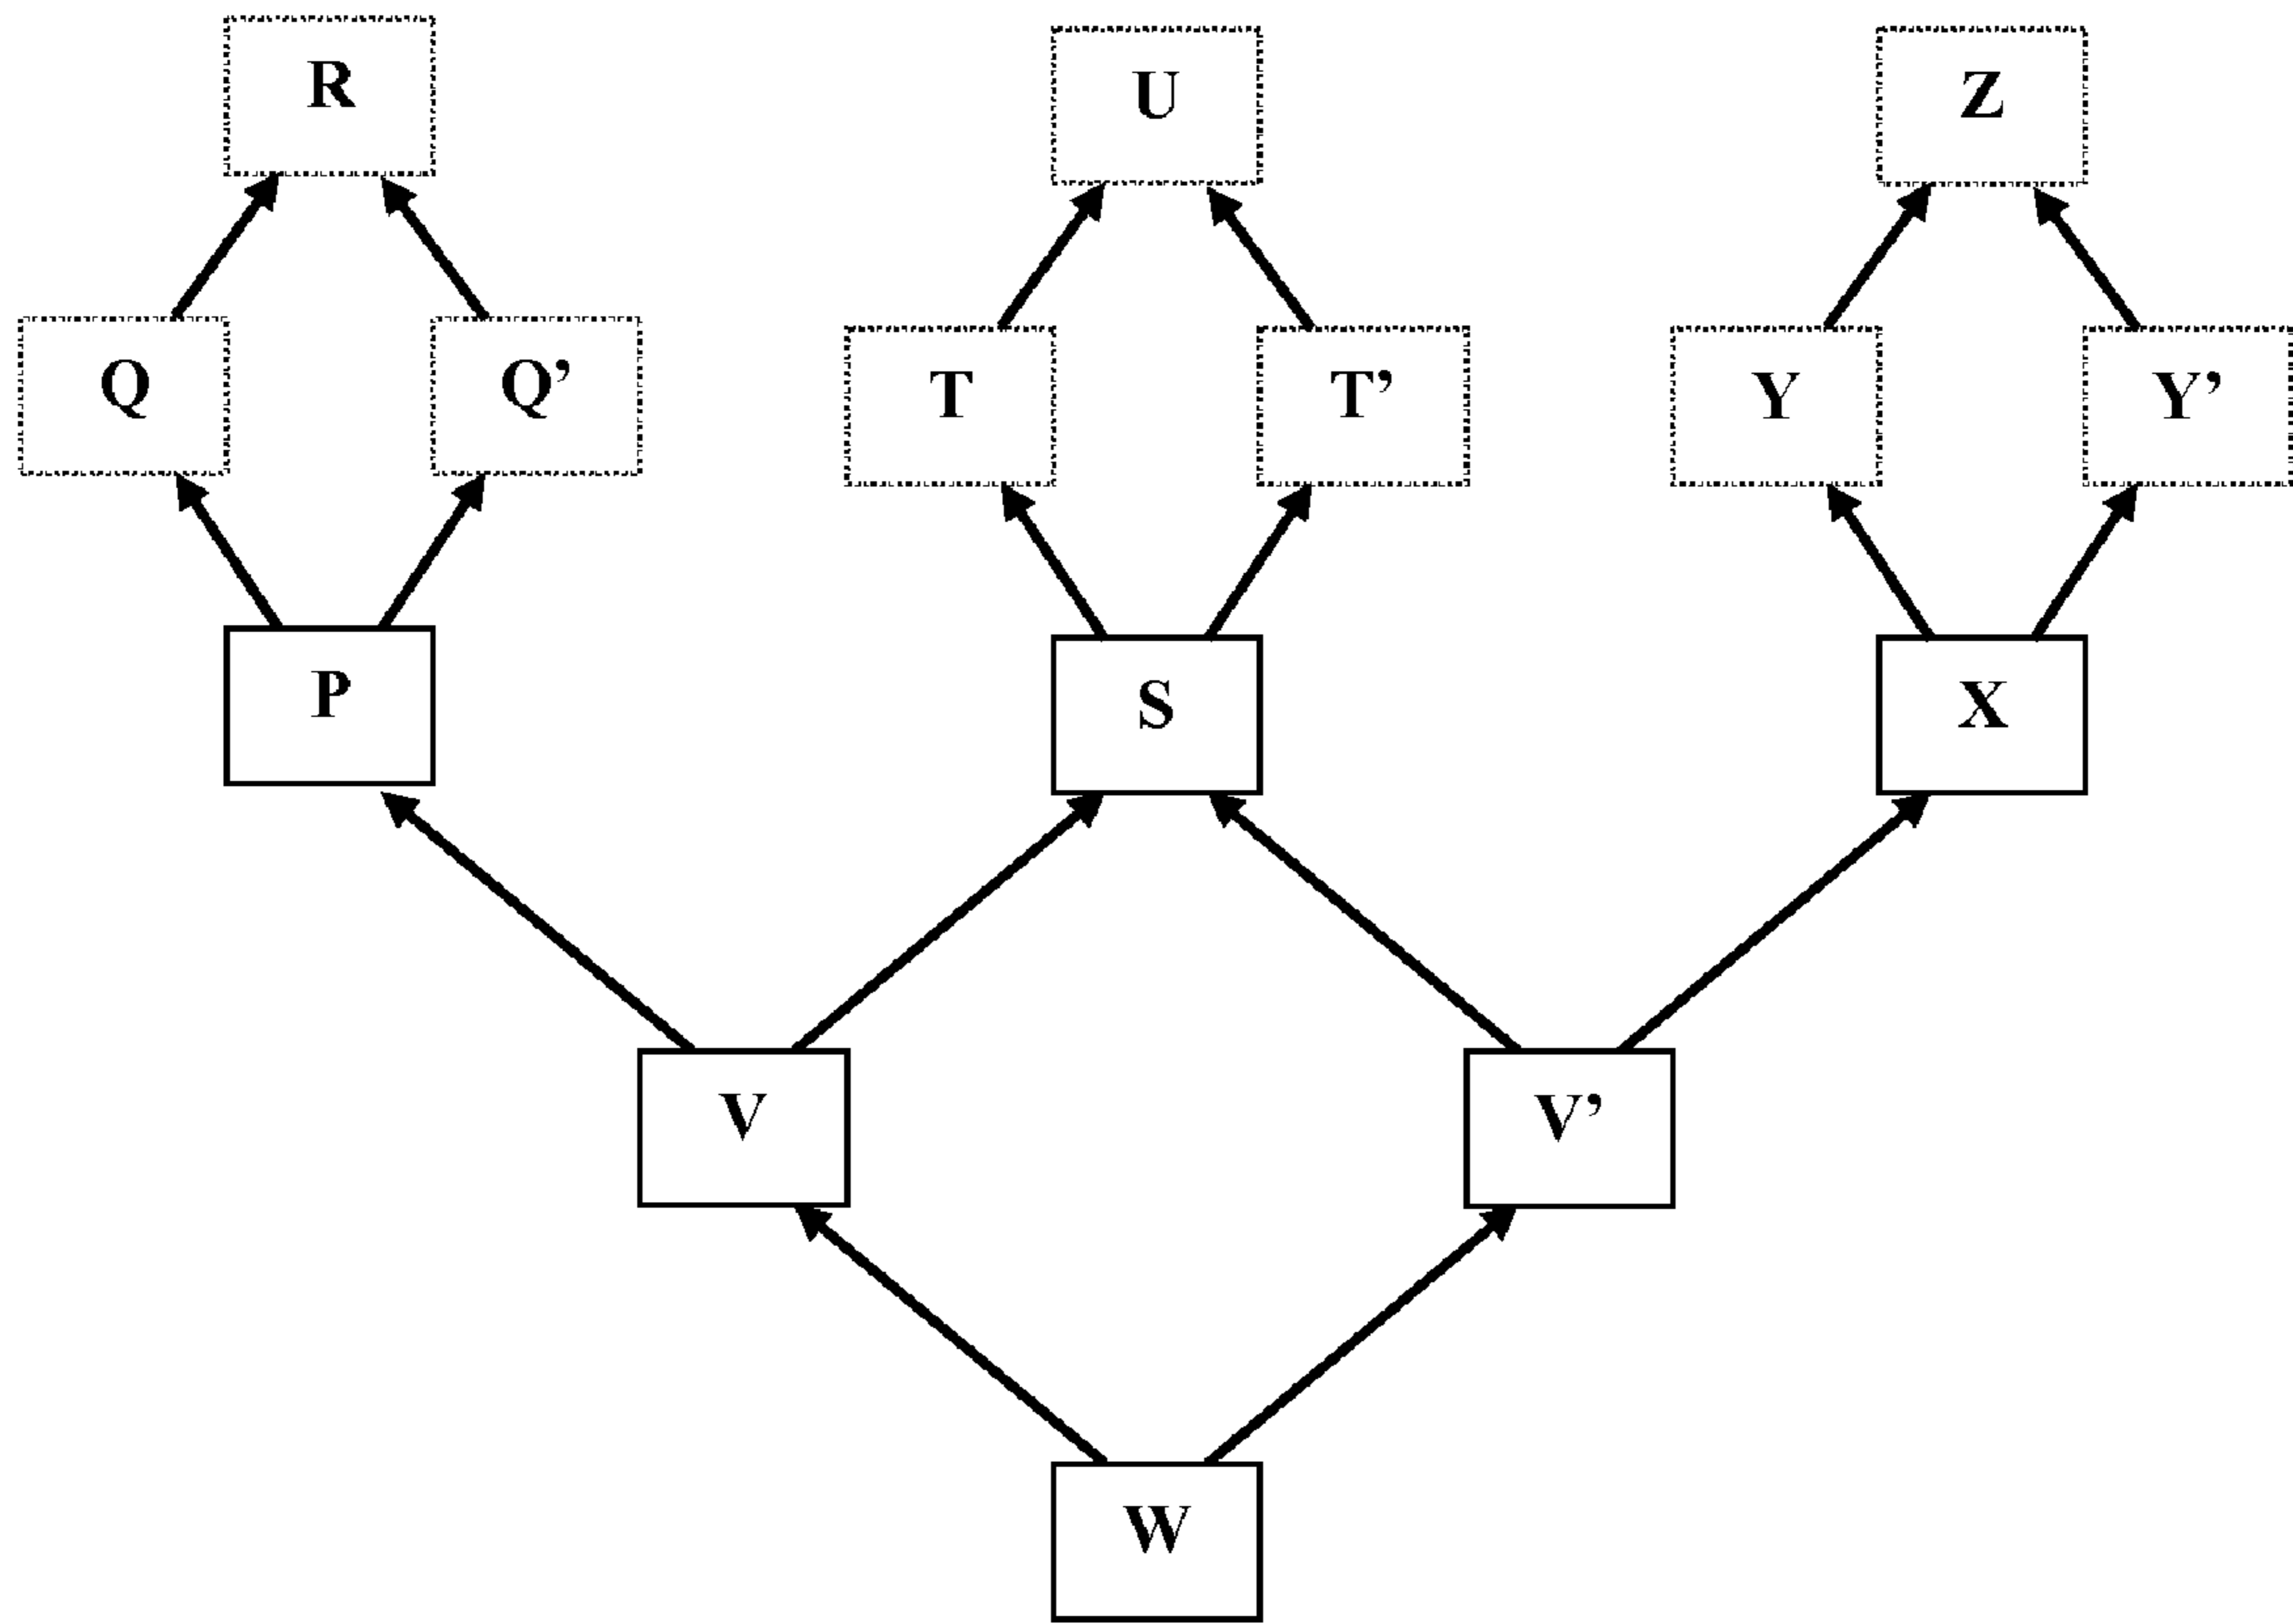 R U Z
Q Q’ T T’ Y Y’
P S X
V V’
W